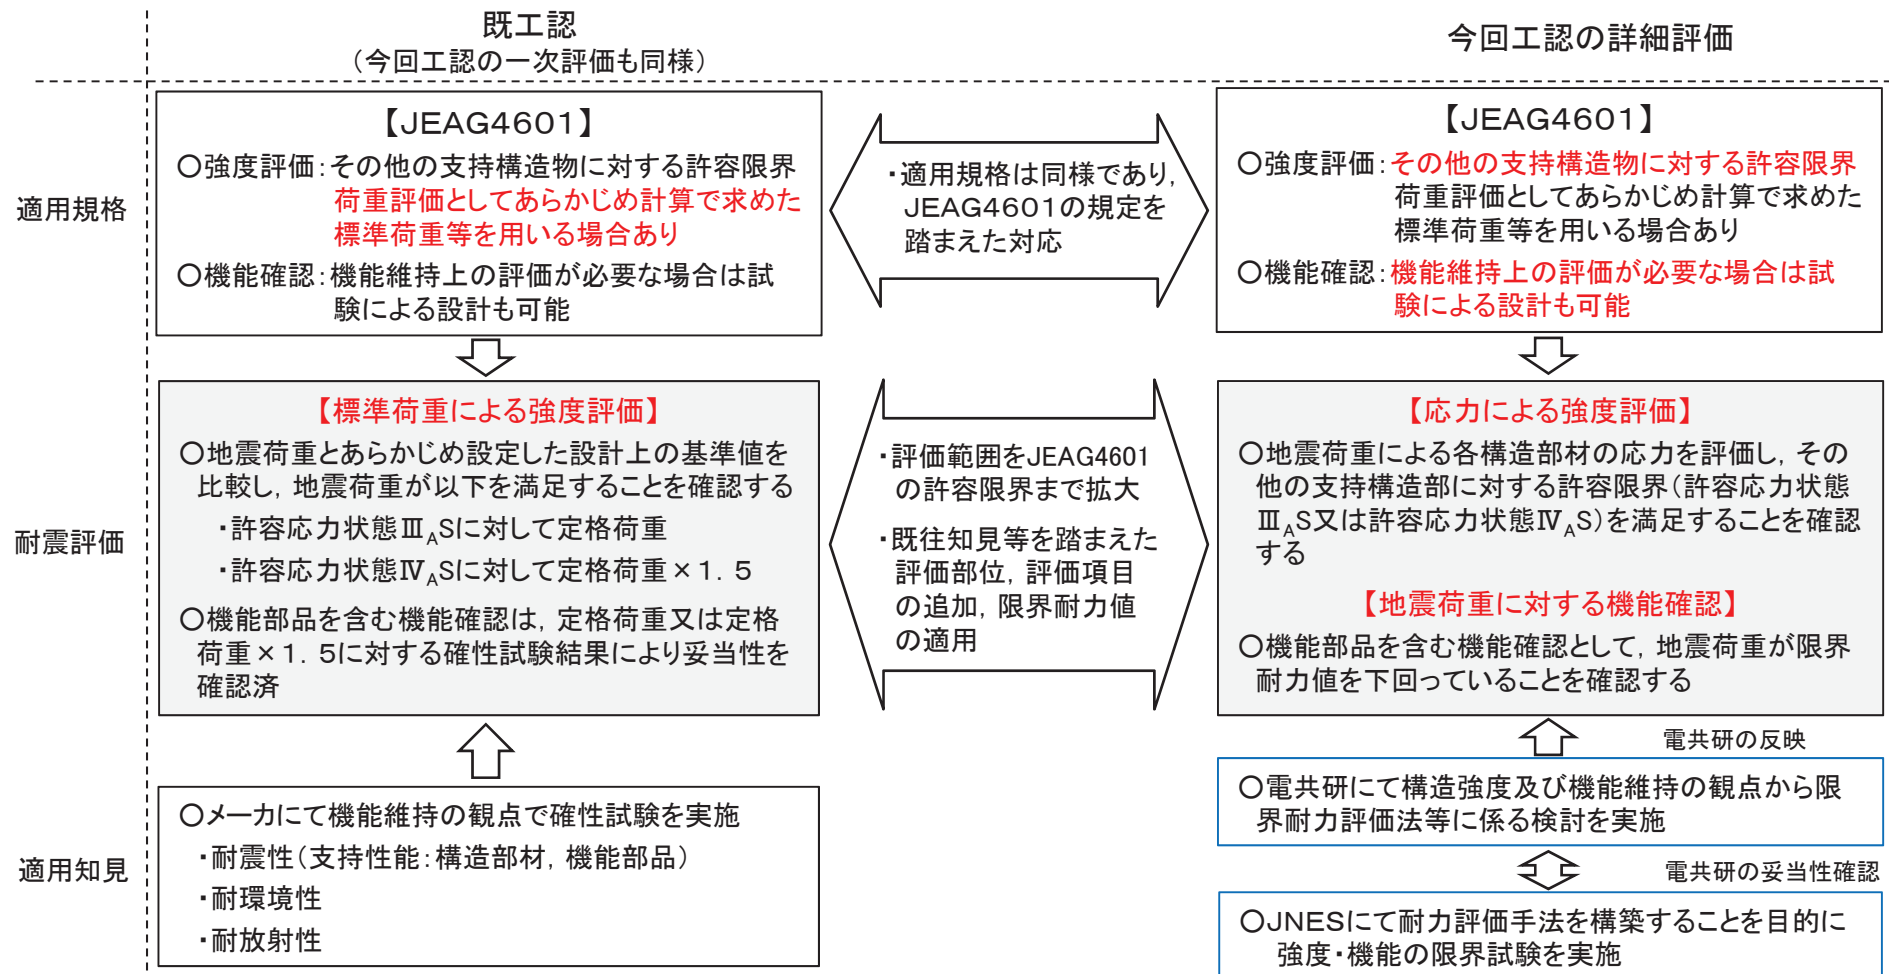 既工認
（今回工認の一次評価も同様）
今回工認の詳細評価
適用規格
【JEAG4601】
○強度評価：その他の支持構造物に対する許容限界
荷重評価としてあらかじめ計算で求めた
標準荷重等を用いる場合あり
○機能確認：機能維持上の評価が必要な場合は試
験による設計も可能
・適用規格は同様であり，
JEAG4601の規定を
踏まえた対応
【JEAG4601】
○強度評価：その他の支持構造物に対する許容限界
荷重評価としてあらかじめ計算で求めた
標準荷重等を用いる場合あり
○機能確認：機能維持上の評価が必要な場合は試
験による設計も可能
耐震評価
【標準荷重による強度評価】
○地震荷重とあらかじめ設定した設計上の基準値を
比較し，地震荷重が以下を満足することを確認する
・許容応力状態ⅢASに対して定格荷重
・許容応力状態ⅣASに対して定格荷重×１．５
○機能部品を含む機能確認は，定格荷重又は定格
荷重×１．５に対する確性試験結果により妥当性を
確認済
・評価範囲をJEAG4601
の許容限界まで拡大
・既往知見等を踏まえた
評価部位，評価項目
の追加，限界耐力値
の適用
【応力による強度評価】
○地震荷重による各構造部材の応力を評価し，その
他の支持構造部に対する許容限界（許容応力状態
ⅢAS又は許容応力状態ⅣAS）を満足することを確認
する
【地震荷重に対する機能確認】
○機能部品を含む機能確認として，地震荷重が限界
耐力値を下回っていることを確認する
適用知見
○メーカにて機能維持の観点で確性試験を実施
・耐震性（支持性能：構造部材，機能部品）
・耐環境性
・耐放射性
電共研の反映
○電共研にて構造強度及び機能維持の観点から限
界耐力評価法等に係る検討を実施
電共研の妥当性確認
○JNESにて耐力評価手法を構築することを目的に
強度・機能の限界試験を実施